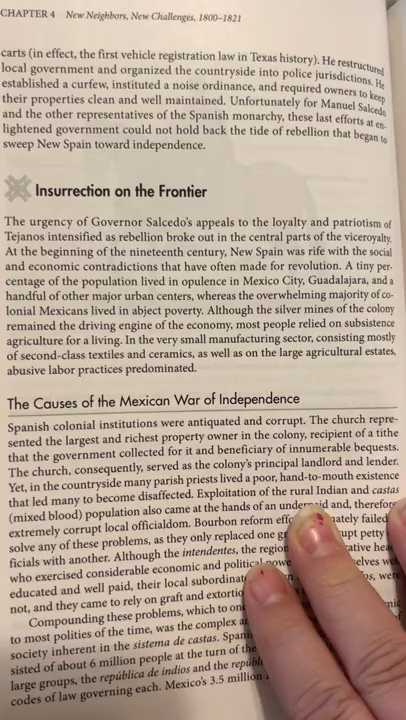 CHAPTER 4 New Neighbors, New Challenges, 1800–1821
carts (in effect, the first vehicle registration law in Texas history). He restructured
local government and organized the countryside into police jurisdictions. He
established a curfew, instituted a noise ordinance, and required owners to keep
their properties clean and well maintained. Unfortunately for Manuel Salcedo
and the other representatives of the Spanish monarchy, these last efforts at en-
lightened government could not hold back the tide of rebellion that began to
sweep New Spain toward independence.
Insurrection on the Frontier
The urgency of Governor Salcedo's appeals to the loyalty and patriotism of
Tejanos intensified as rebellion broke out in the central parts of the viceroyalty.
At the beginning of the nineteenth century, New Spain was rife with the social
and economic contradictions that have often made for revolution. A tiny per-
centage of the population lived in opulence in Mexico City, Guadalajara, and a
handful of other major urban centers, whereas the overwhelming majority of co-
lonial Mexicans lived in abject poverty. Although the silver mines of the colony
remained the driving engine of the economy, most people relied on subsistence
agriculture for a living. In the very small manufacturing sector, consisting mostly
of second-class textiles and ceramics, as well as on the large agricultural estates,
abusive labor practices predominated.
The Causes of the Mexican War of Independence
Spanish colonial institutions were antiquated and corrupt. The church repre-
sented the largest and richest property owner in the colony, recipient of a tithe
that the government collected for it and beneficiary of innumerable bequests.
The church, consequently, served as the colony's principal landlord and lender.
Yet, in the countryside many parish priests lived a poor, hand-to-mouth existence
that led many to become disaffected. Exploitation of the rural Indian and castas
(mixed blood) population also came at the hands of an underpaid and, therefore
extremely corrupt local officialdom. Bourbon reform failed
solve any of these problems, as they only replaced one petty
ficials with another. Although the intendentes, the region
who exercised considerable economic and political
educated and well paid, their local were
not, and they came to rely on graft and
Compounding these problems, which to
to most polities of the time, was the complex
society inherent in the sistema de castas.
sisted of about 6 million people at the turn of the
large groups, the república de indios and the
codes of law governing each. Mexico's 3.5 million